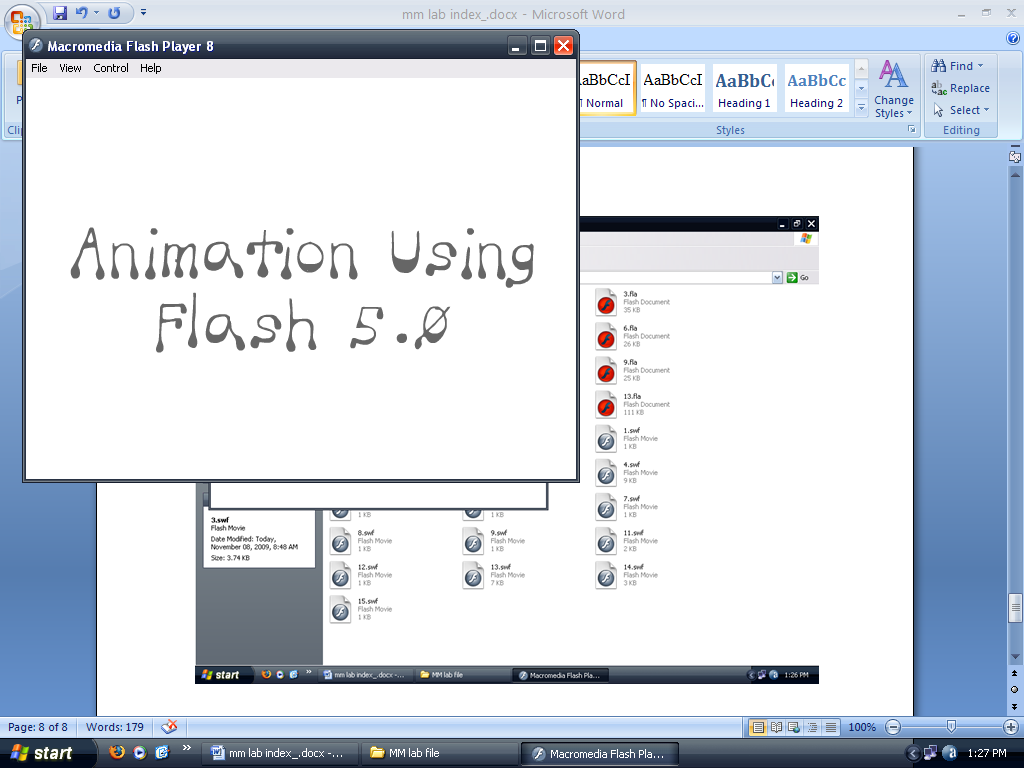 mm lab index_.docx - Microsoft Word
Macromedia Flash Player 8
File View Control Help
Animation Using
Flash 5.0
AaBbCcI AaBbCc AaBbCc
¶ Normal ¶ No Spaci... Heading 1 Heading 2
Change
Styles
Styles
Find
Replace
Select
Editing
Go
3.fla
Flash Document
35 KB
6.fla
Flash Document
26 KB
9.fla
Flash Document
25 KB
13.fla
Flash Document
111 KB
1.swf
Flash Movie
1 KB
4.swf
Flash Movie
9 KB
7.swf
Flash Movie
1 KB
1 KB
1 KB
3.swf
Flash Movie
Date Modified: Today,
November 08, 2009, 8:48 AM
Size: 3.74 KB
8.swf
Flash Movie
1 KB
9.swf
Flash Movie
1 KB
11.swf
Flash Movie
2 KB
12.swf
Flash Movie
1 KB
13.swf
Flash Movie
7 KB
14.swf
Flash Movie
3 KB
15.swf
Flash Movie
1 KB
start mm lab index_.docx -... MM lab file Macromedia Flash Pla... 1:26 PM
Page: 8 of 8 Words: 179 100%
start mm lab index_.docx -... MM lab file Macromedia Flash Pla... 1:27 PM